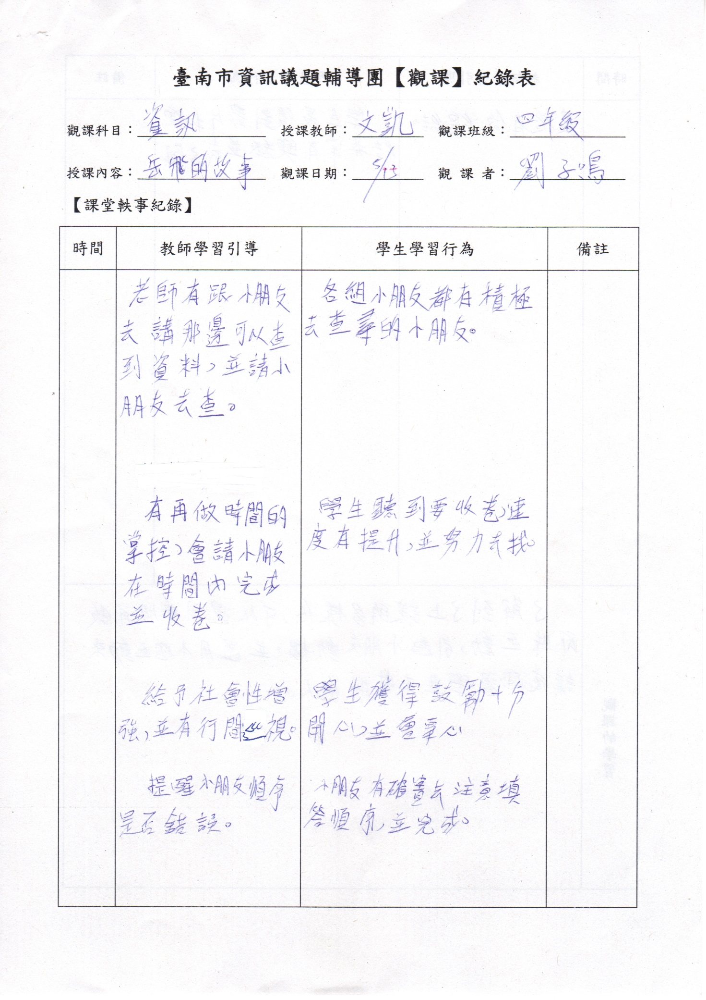 臺南市資訊議題輔導團【觀課】紀錄表
觀課科目：資訊 授課教師：文凱 觀課班級：四年級
授課內容：岳飛的故事 觀課日期：5/ 觀 課 者：劉子鳴
【課堂軼事紀錄】
時間 教師學習引導 學生學習行為 備註
老師有跟小朋友
去講那邊可以查
到資料，並請小
朋友去查。
各組小朋友都有積極
去查尋的小朋友。
有再做時間的
掌控，會請小朋友
在時間內完成
並收卷。
學生聽到要收卷，速
度有提升，並努力去找。
給予社會性增
強，並有行間巡視。
學生獲得鼓勵十分
開心，並會專心
提醒小朋友順序
是否錯誤。
小朋友有確實去注意填
答順序，並完成。